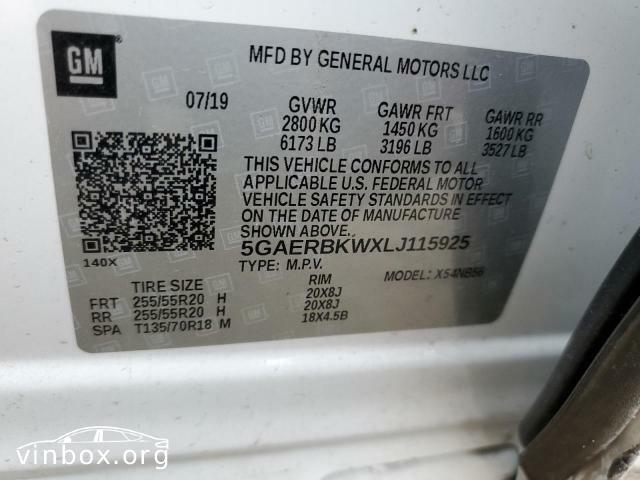 GM
MFD BY GENERAL MOTORS LLC
07/19 GVWR GAWR FRT GAWR RR
2800 KG 1450 KG 1600 KG
6173 LB 3196 LB 3527 LB
THIS VEHICLE CONFORMS TO ALL
APPLICABLE U.S. FEDERAL MOTOR
VEHICLE SAFETY STANDARDS IN EFFECT
ON THE DATE OF MANUFACTURE
SHOWN ABOVE.
5GAERBKWXLJ115925
140X TYPE: M.P.V. MODEL: X54NB56
TIRE SIZE RIM
FRT 255/55R20 H 20X8J
RR 255/55R20 H 20X8J
SPA T135/70R18 M 18X4.5B
vinbox.org